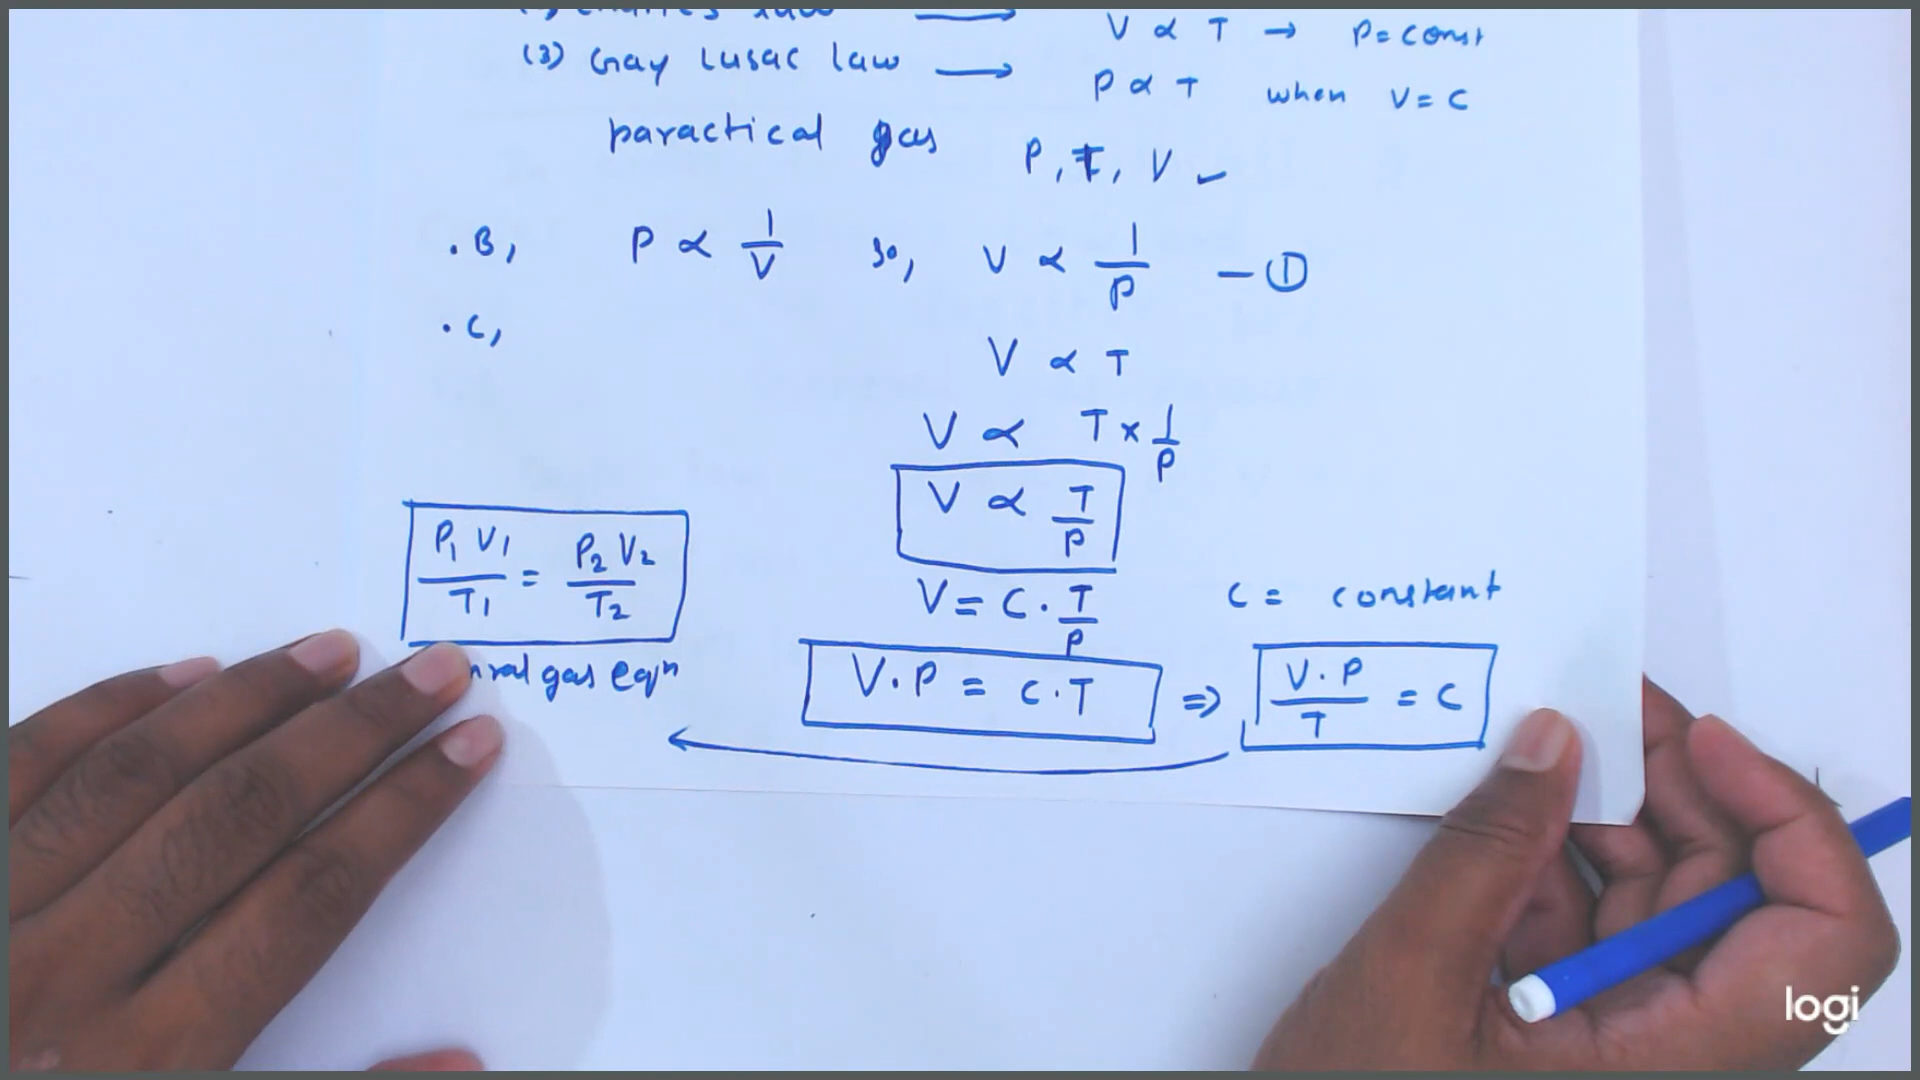 law → V ∝ T → P = const
(3) Gay Lusac law → P ∝ T when V = C
paractical gas P, T, V
. B, P ∝ 1/V so, V ∝ 1/P — ①
. C, V ∝ T
V ∝ T × 1/P
V ∝ T/P
V = C · T/P C = constant
V · P = C · T ⇒ V · P / T = C
P₁ V₁ / T₁ = P₂ V₂ / T₂
gas eqⁿ
logi